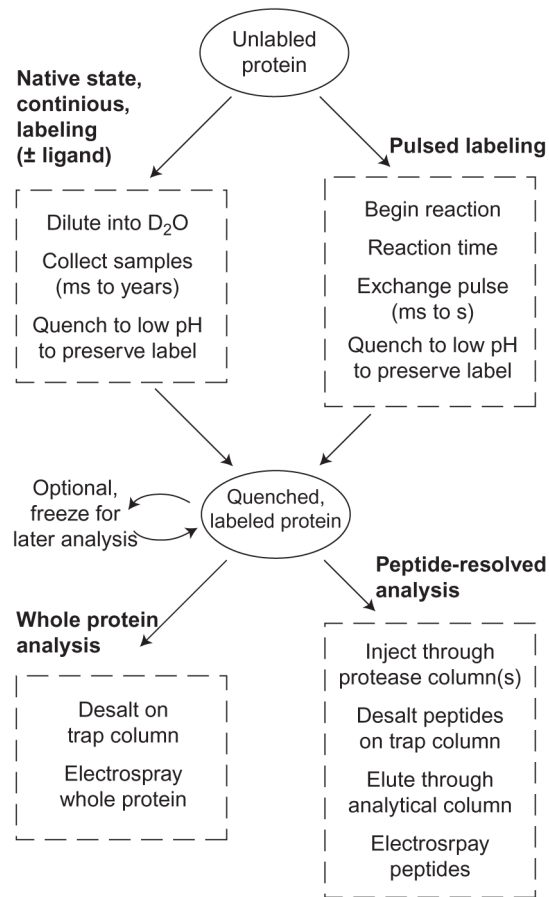 Unlabled
protein
Native state,
continious,
labeling
(± ligand)
Pulsed labeling
Dilute into D₂O
Collect samples
(ms to years)
Quench to low pH
to preserve label
Begin reaction
Reaction time
Exchange pulse
(ms to s)
Quench to low pH
to preserve label
Optional,
freeze for
later analysis
Quenched,
labeled protein
Whole protein
analysis
Peptide-resolved
analysis
Desalt on
trap column
Electrospray
whole protein
Inject through
protease column(s)
Desalt peptides
on trap column
Elute through
analytical column
Electrosrpay
peptides